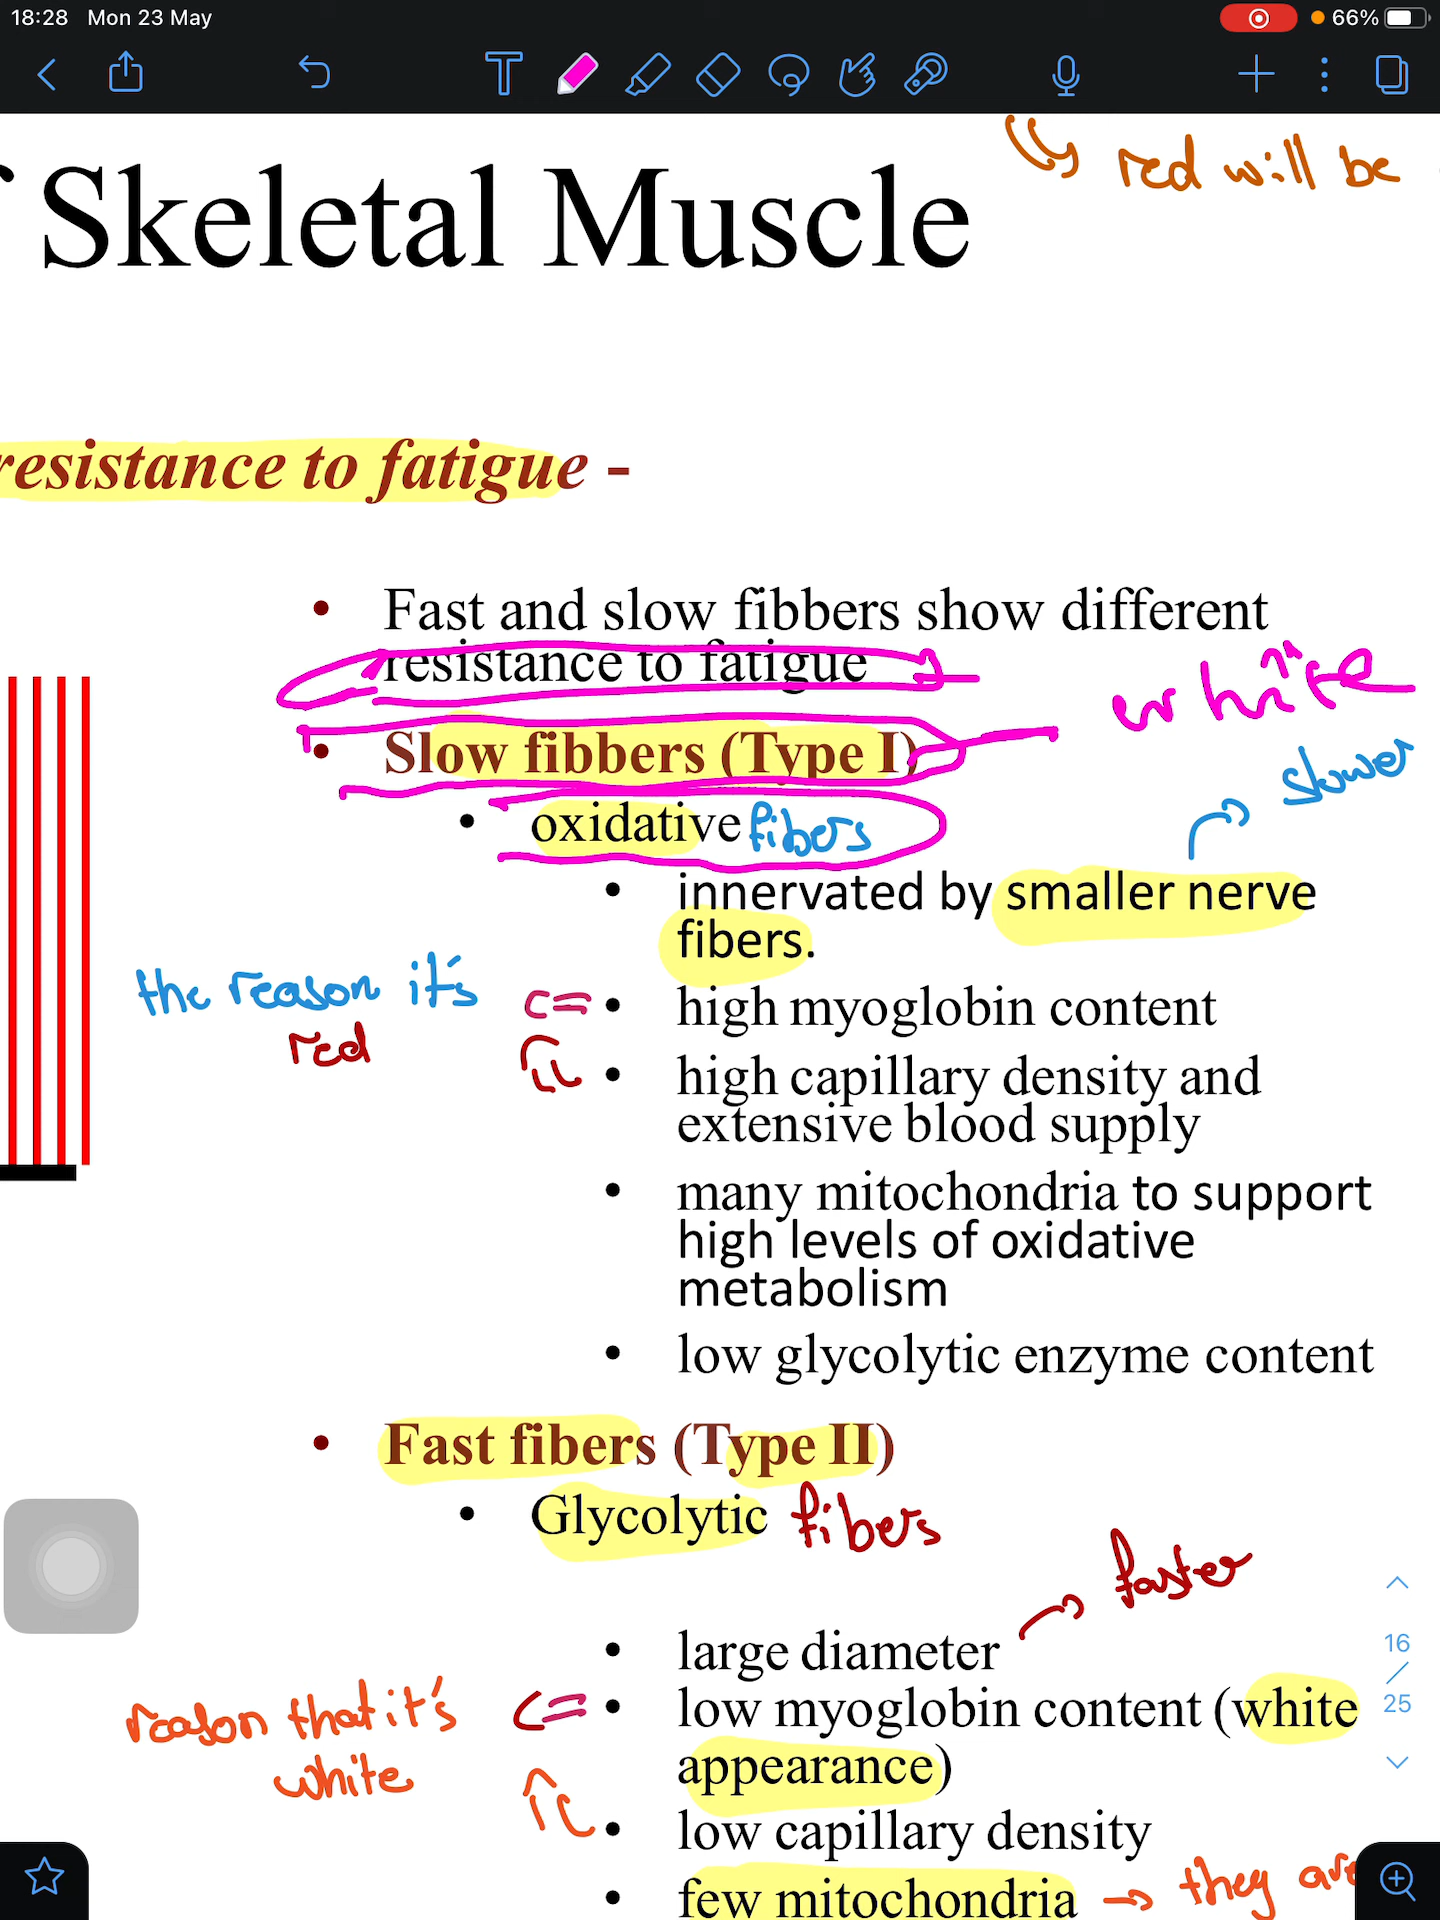 18:28 Mon 23 May
66%
red will be
Skeletal Muscle
resistance to fatigue -
• Fast and slow fibbers show different
resistance to fatigue
white
• Slow fibbers (Type I)
slower
• oxidative fibers
• innervated by smaller nerve
fibers.
the reason it's
red
• high myoglobin content
• high capillary density and
extensive blood supply
• many mitochondria to support
high levels of oxidative
metabolism
• low glycolytic enzyme content
• Fast fibers (Type II)
• Glycolytic fibers
faster
• large diameter
16
/
25
reason that it's
white
• low myoglobin content (white
appearance)
• low capillary density
• few mitochondria → they are